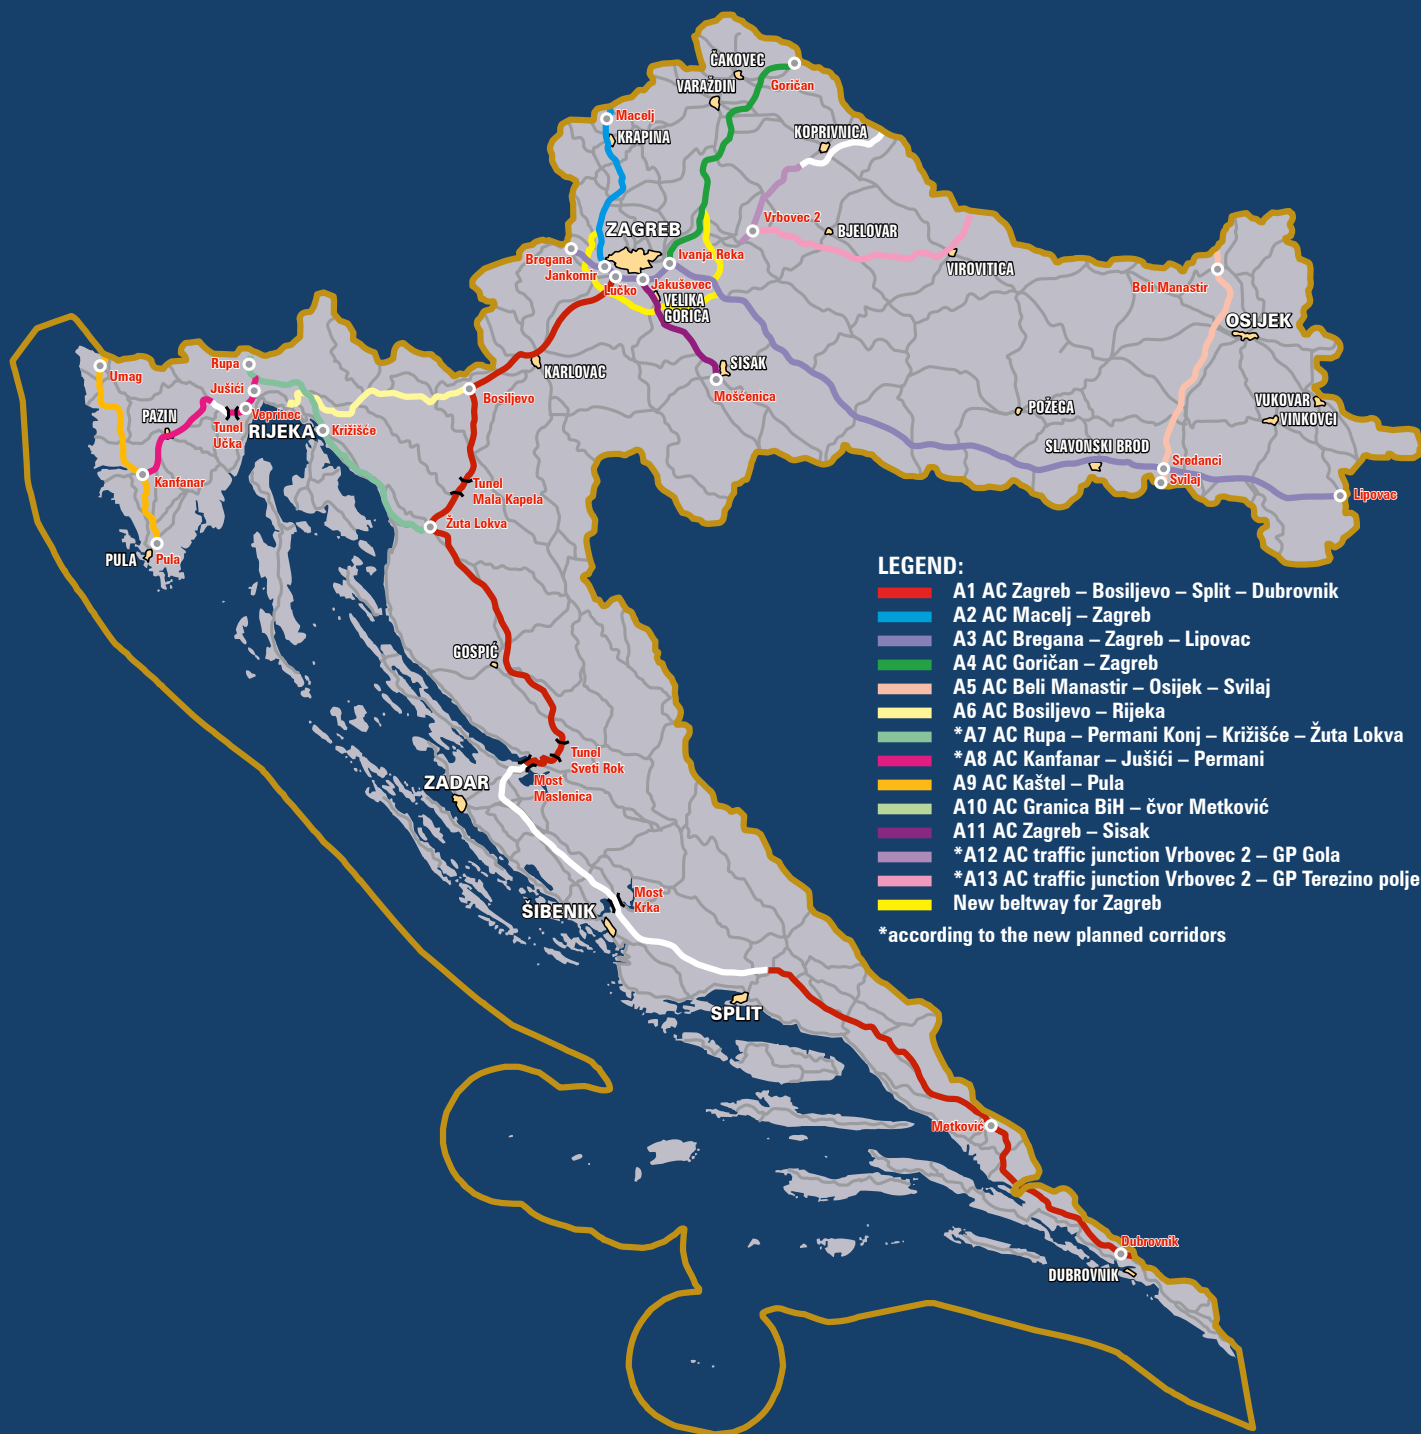 ČAKOVEC
VARAŽDIN
Goričan
Macelj
KRAPINA
KOPRIVNICA
Vrbovec 2
BJELOVAR
ZAGREB
Bregana
Ivanja Reka
Jankomir
Lučko
Jakuševec
VELIKA
GORICA
VIROVITICA
Beli Manastir
OSIJEK
Rupa
Umag
Jušići
KARLOVAC
SISAK
Mošćenica
Bosiljevo
PAZIN
Veprinec
Tunel
Učka
RIJEKA
Križišće
POŽEGA
VUKOVAR
VINKOVCI
SLAVONSKI BROD
Sredanci
Svilaj
Lipovac
Kanfanar
Tunel
Mala Kapela
Žuta Lokva
PULA
Pula
GOSPIĆ
Tunel
Sveti Rok
ZADAR
Most
Maslenica
Most
Krka
ŠIBENIK
SPLIT
Metković
Dubrovnik
DUBROVNIK
LEGEND:
A1 AC Zagreb – Bosiljevo – Split – Dubrovnik
A2 AC Macelj – Zagreb
A3 AC Bregana – Zagreb – Lipovac
A4 AC Goričan – Zagreb
A5 AC Beli Manastir – Osijek – Svilaj
A6 AC Bosiljevo – Rijeka
*A7 AC Rupa – Permani Konj – Križišće – Žuta Lokva
*A8 AC Kanfanar – Jušići – Permani
A9 AC Kaštel – Pula
A10 AC Granica BiH – čvor Metković
A11 AC Zagreb – Sisak
*A12 AC traffic junction Vrbovec 2 – GP Gola
*A13 AC traffic junction Vrbovec 2 – GP Terezino polje
New beltway for Zagreb
*according to the new planned corridors